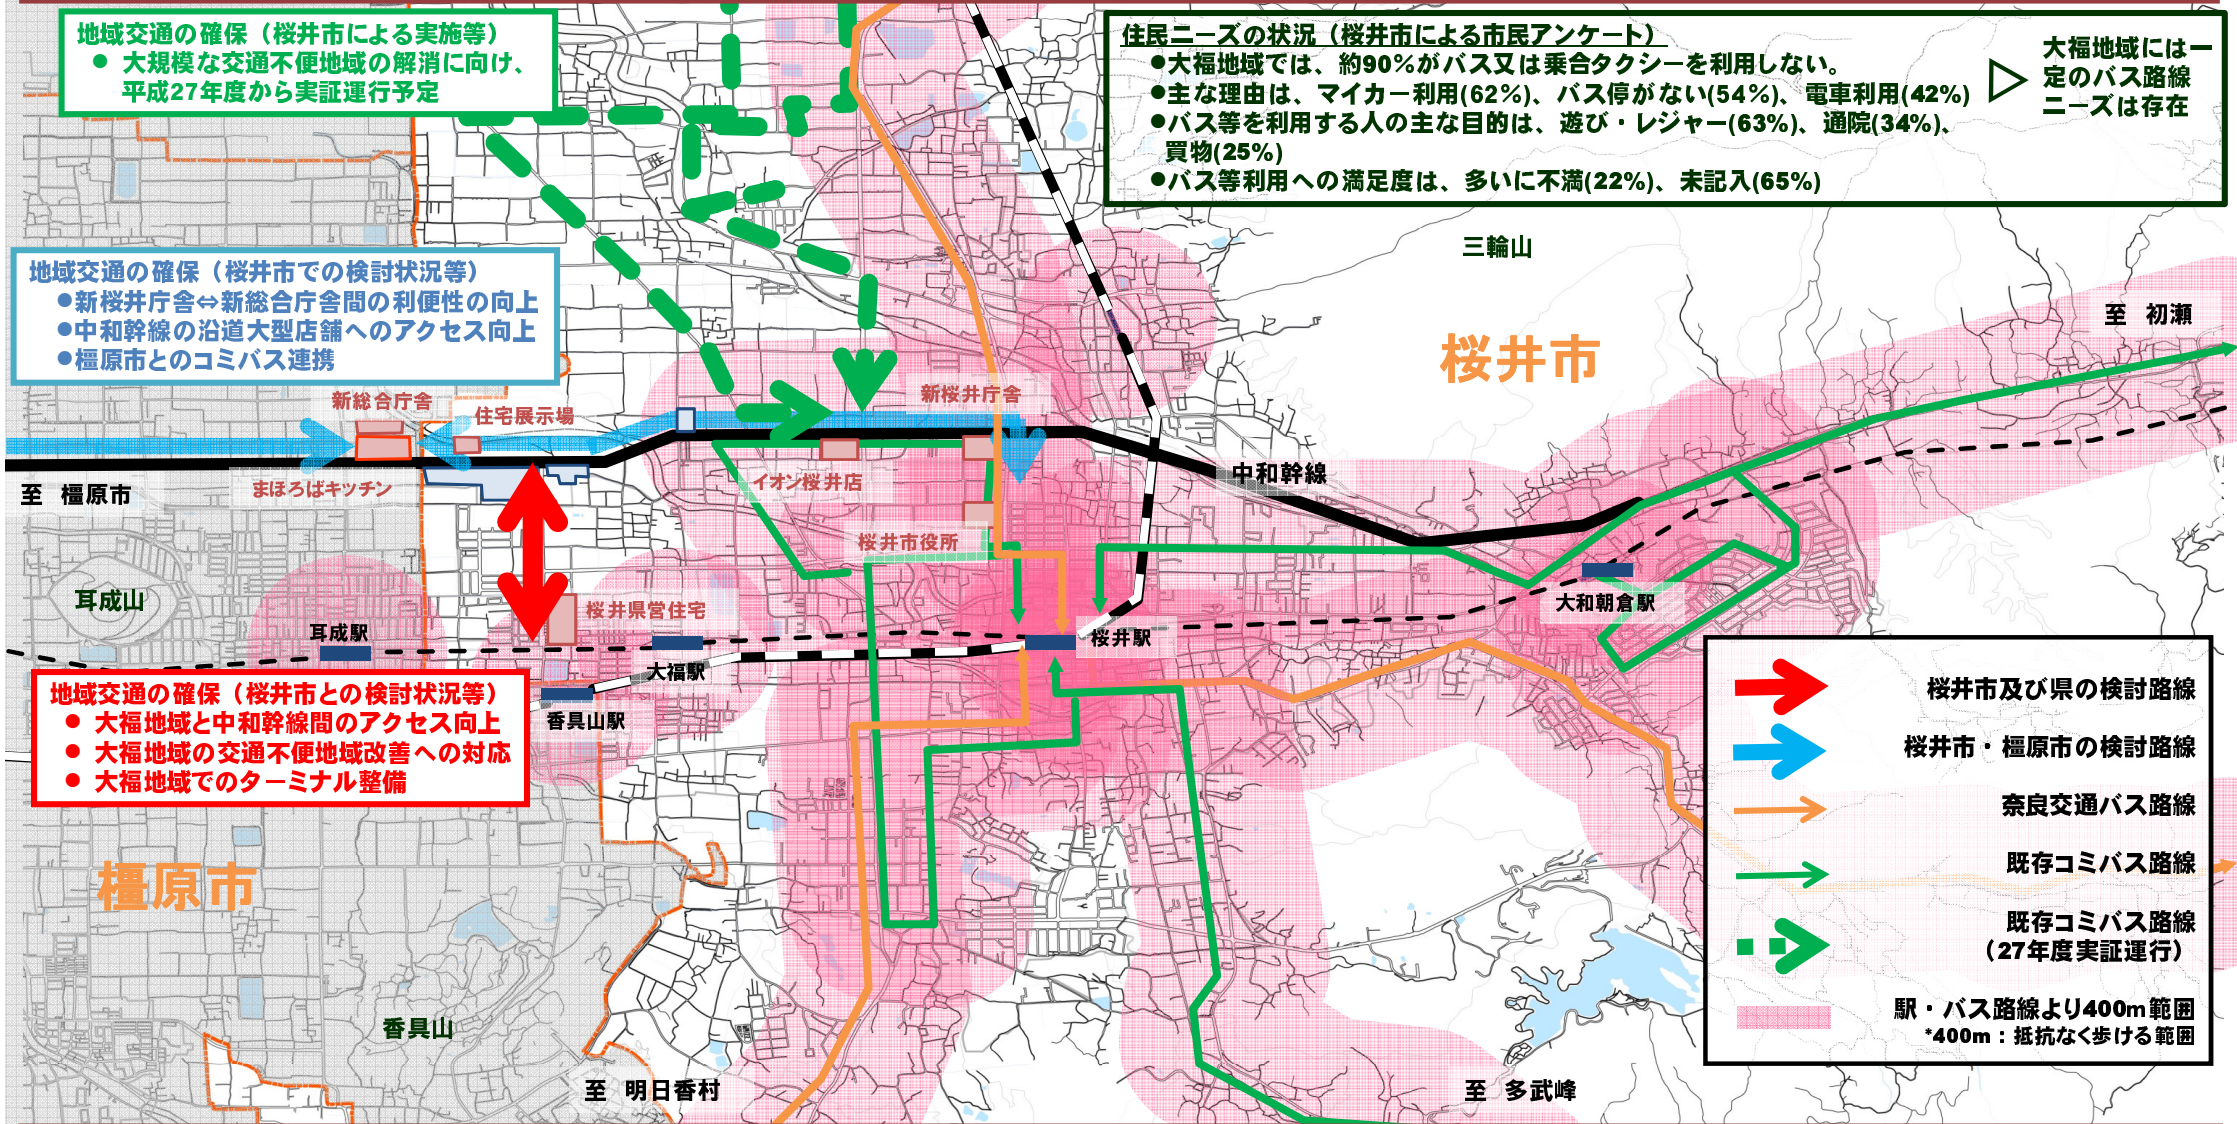 地域交通の確保（桜井市による実施等）
● 大規模な交通不便地域の解消に向け、
平成27年度から実証運行予定
住民ニーズの状況（桜井市による市民アンケート）
●大福地域では、約90％がバス又は乗合タクシーを利用しない。
●主な理由は、マイカー利用(62％)、バス停がない(54％)、電車利用(42%)
●バス等を利用する人の主な目的は、遊び・レジャー(63%)、通院(34%)、
買物(25%)
●バス等利用への満足度は、多いに不満(22%)、未記入(65%)
大福地域には一
定のバス路線
ニーズは存在
地域交通の確保（桜井市での検討状況等）
●新桜井庁舎⇔新総合庁舎間の利便性の向上
●中和幹線の沿道大型店舗へのアクセス向上
●橿原市とのコミバス連携
三輪山
至 初瀬
桜井市
新総合庁舎
住宅展示場
新桜井庁舎
至 橿原市
まほろばキッチン
イオン桜井店
中和幹線
桜井市役所
耳成山
耳成駅
桜井県営住宅
大福駅
桜井駅
大和朝倉駅
香具山駅
地域交通の確保（桜井市との検討状況等）
● 大福地域と中和幹線間のアクセス向上
● 大福地域の交通不便地域改善への対応
● 大福地域でのターミナル整備
橿原市
香具山
至 明日香村
至 多武峰
桜井市及び県の検討路線
桜井市・橿原市の検討路線
奈良交通バス路線
既存コミバス路線
既存コミバス路線
（27年度実証運行）
駅・バス路線より400m範囲
*400m：抵抗なく歩ける範囲